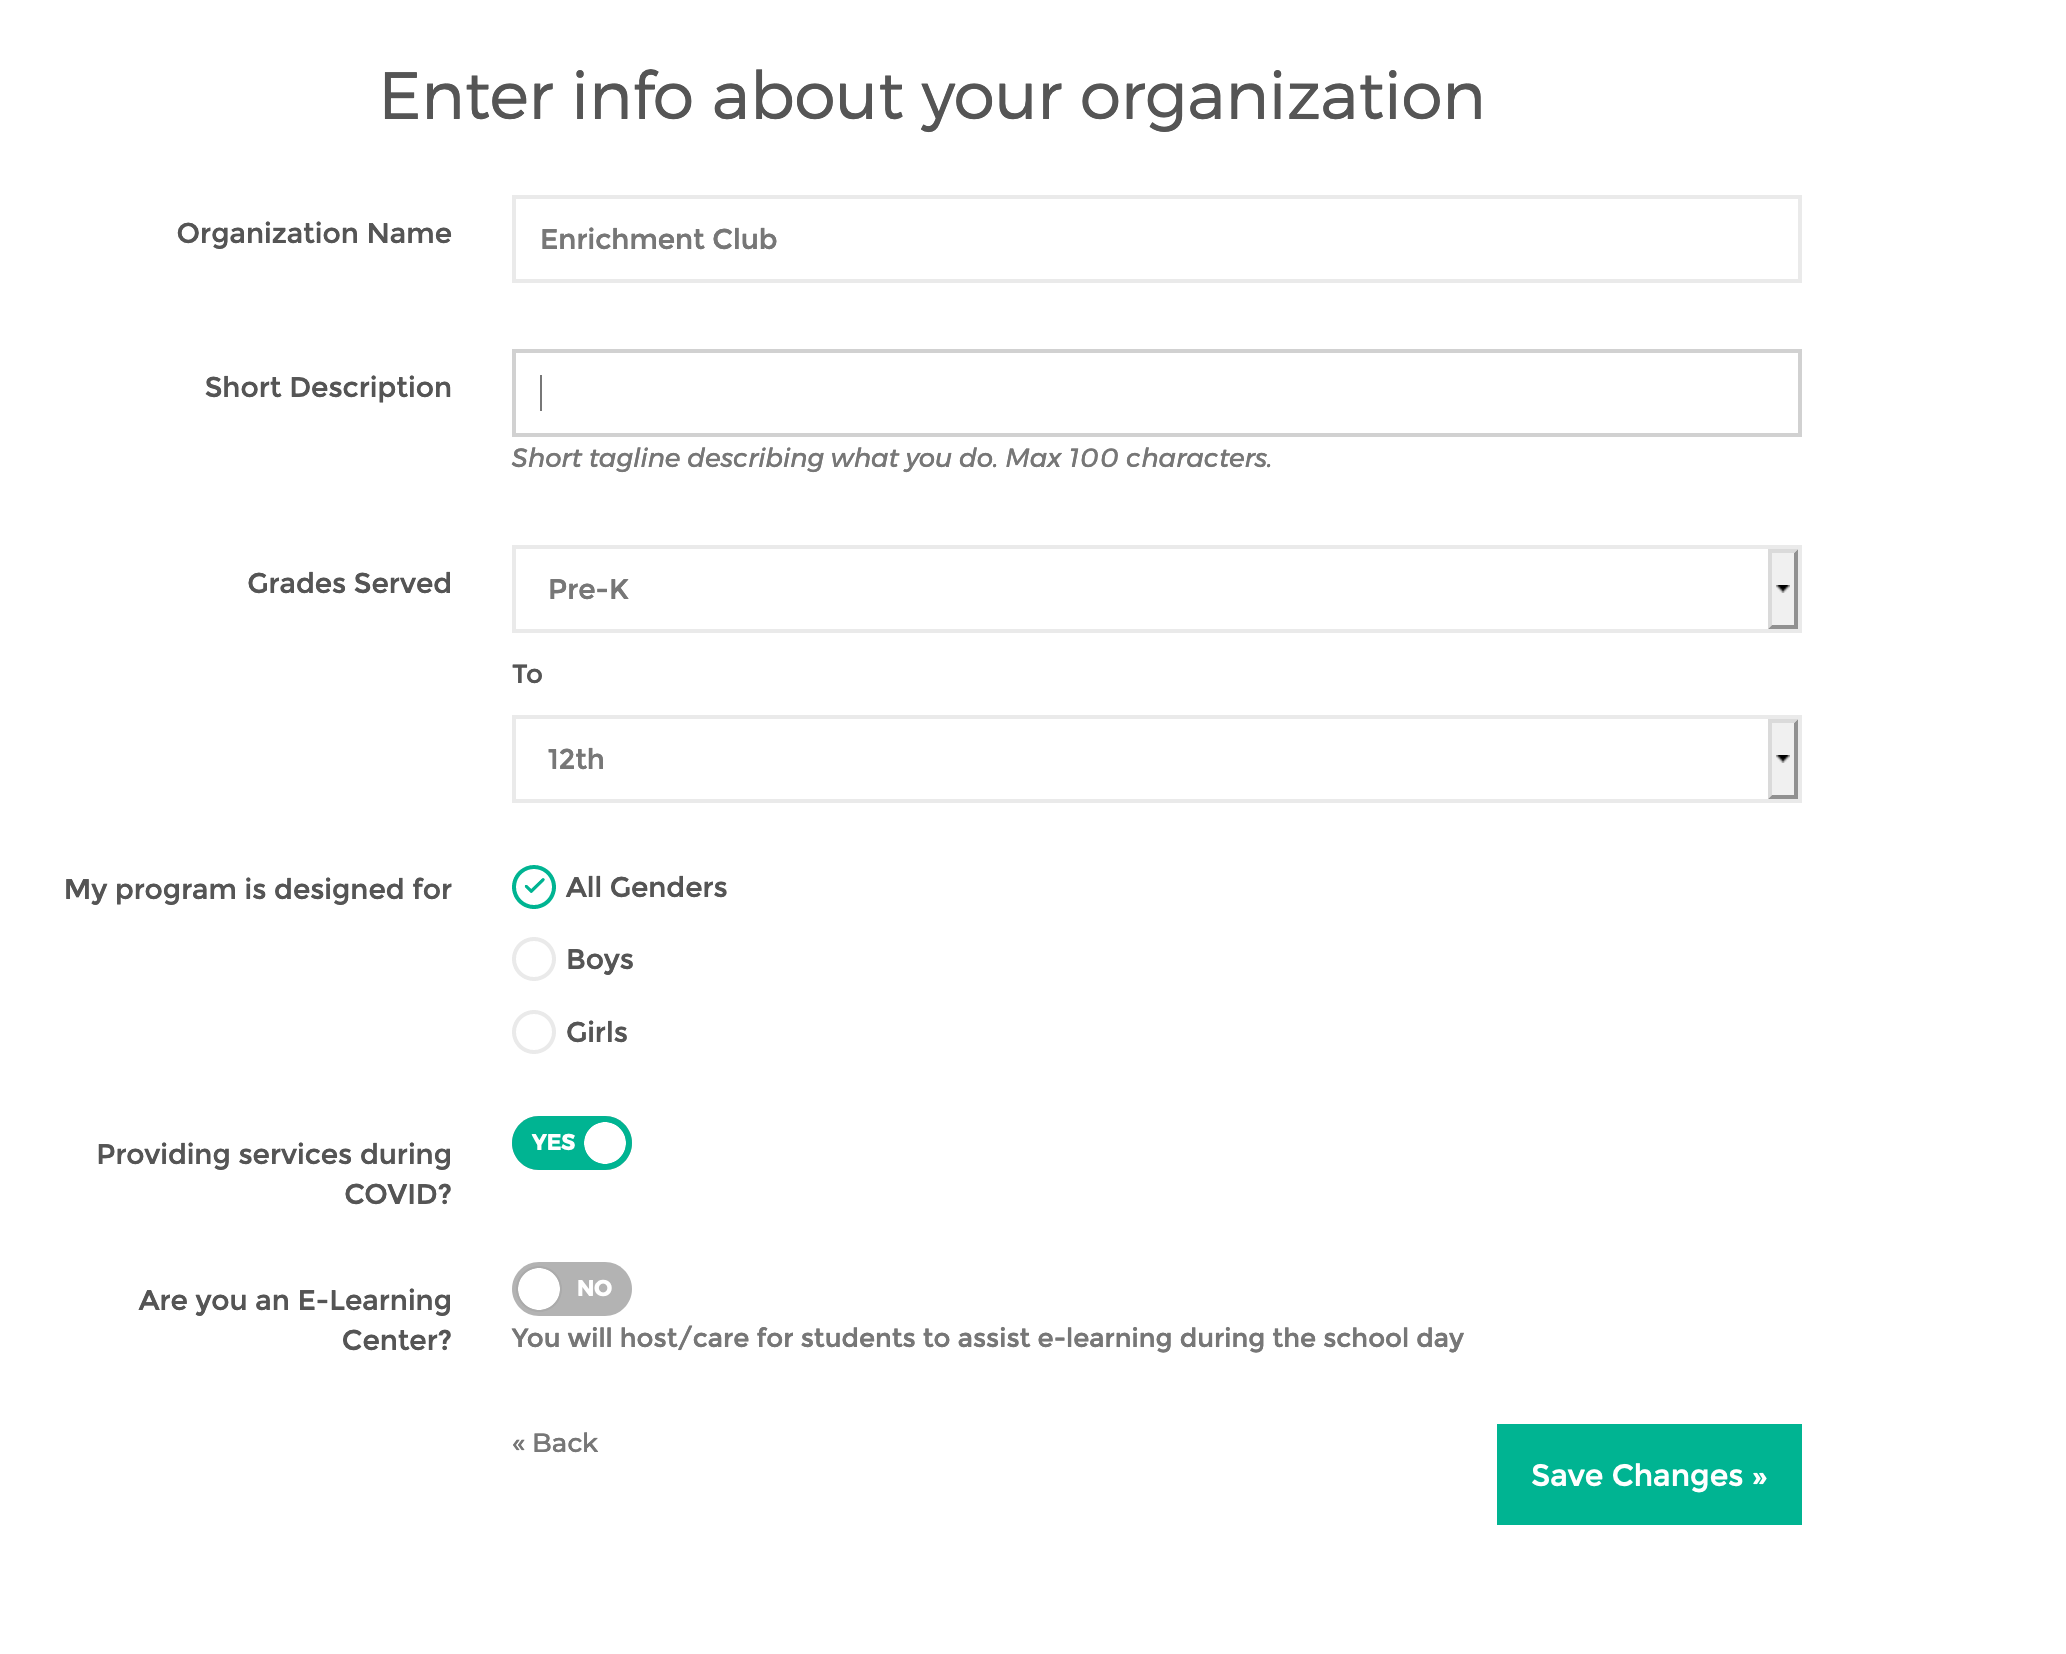 Enter info about your organization
Organization Name
Enrichment Club
Short Description
Short tagline describing what you do. Max 100 characters.
Grades Served
Pre-K
To
12th
My program is designed for
All Genders
Boys
Girls
Providing services during
COVID?
YES
Are you an E-Learning
Center?
NO
You will host/care for students to assist e-learning during the school day
« Back
Save Changes »